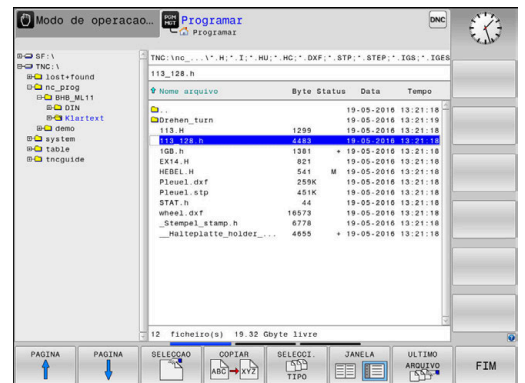 Modo de operacao...
PGM MGT
Programar
Programar
DNC
SF:\
TNC:\
lost+found
nc_prog
BHB_ML11
DIN
Klartext
demo
system
table
tncguide
TNC:\nc_...\*.H;*.I;*.HU;*.HC;*.DXF;*.STP;*.STEP;*.IGS;*.IGES
113_128.h
Nome arquivo Byte Status Data Tempo
.. 19-05-2016 13:21:18
Drehen_turn 19-05-2016 13:21:19
113.H 1299 19-05-2016 13:21:18
113_128.h 4483 19-05-2016 13:21:18
1GB.h 1381 + 19-05-2016 13:21:18
EX14.H 821 19-05-2016 13:21:18
HEBEL.H 541 M 19-05-2016 13:21:18
Pleuel.dxf 259K 19-05-2016 13:21:18
Pleuel.stp 451K 19-05-2016 13:21:18
STAT.h 44 19-05-2016 13:21:18
wheel.dxf 16573 19-05-2016 13:21:18
_Stempel_stamp.h 6778 19-05-2016 13:21:18
__Halteplatte_holder_... 4655 + 19-05-2016 13:21:18
12 ficheiro(s) 19.32 Gbyte livre
PAGINA
PAGINA
SELECCAO
COPIAR
ABC XYZ
SELECCI.
TIPO
JANELA
ULTIMO
ARQUIVO
FIM